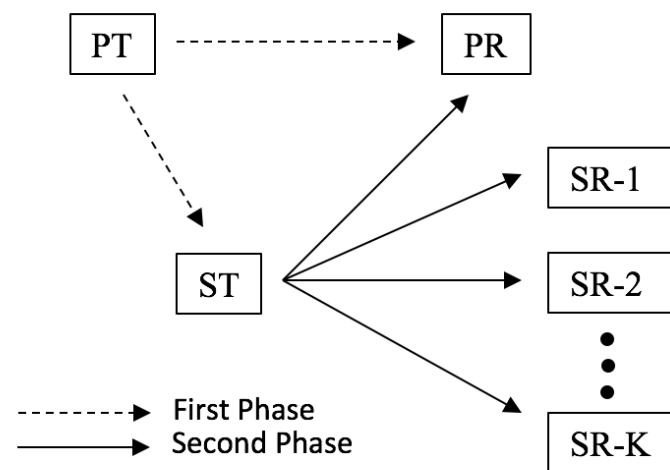 PT
PR
SR-1
ST
SR-2
SR-K
First Phase
Second Phase